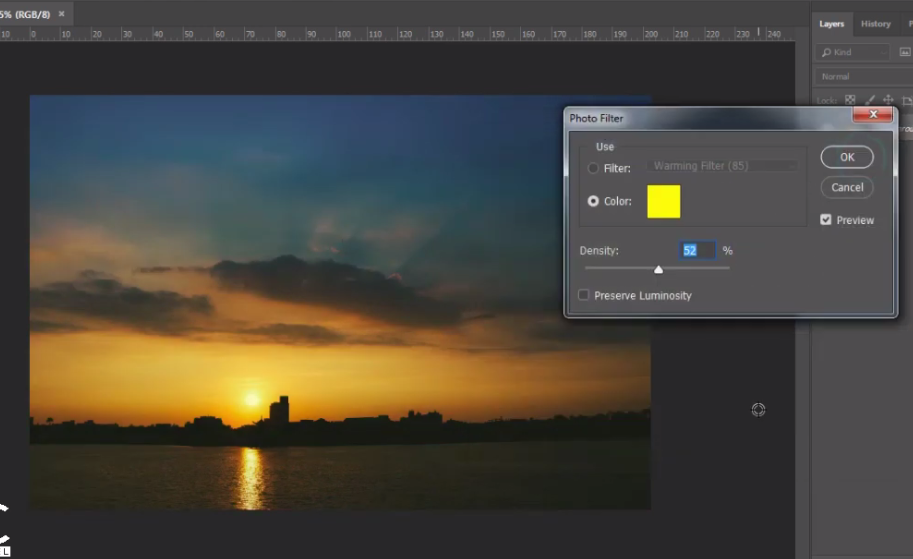 5% (RGB/8) ×
10 0 10 20 30 40 50 60 70 80 90 100 110 120 130 140 150 160 170 180 190 200 210 220 230 240
Layers History
Kind
Normal
Lock:
Photo Filter
Use
Filter: Warming Filter (85)
Color:
Density: 52 %
Preserve Luminosity
OK
Cancel
Preview
L